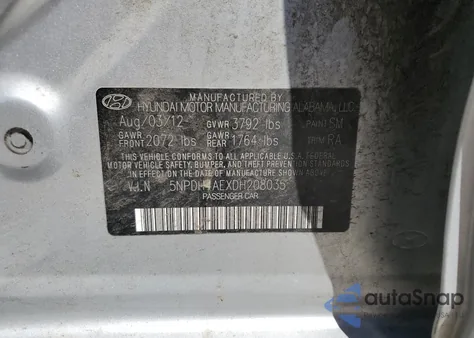 MANUFACTURED BY
HYUNDAI MOTOR MANUFACTURING ALABAMA, LLC
Aug/03/12 GVWR 3792 lbs PAINT SM
GAWR FRONT 2072 lbs GAWR REAR 1764 lbs TRIM RA
THIS VEHICLE CONFORMS TO ALL APPLICABLE U.S.A. FEDERAL
MOTOR VEHICLE SAFETY, BUMPER, AND THEFT PREVENTION STANDARDS
IN EFFECT ON THE DATE OF MANUFACTURE SHOWN ABOVE
V.I.N 5NPDH4AEXDH208035
PASSENGER CAR
autoSnap